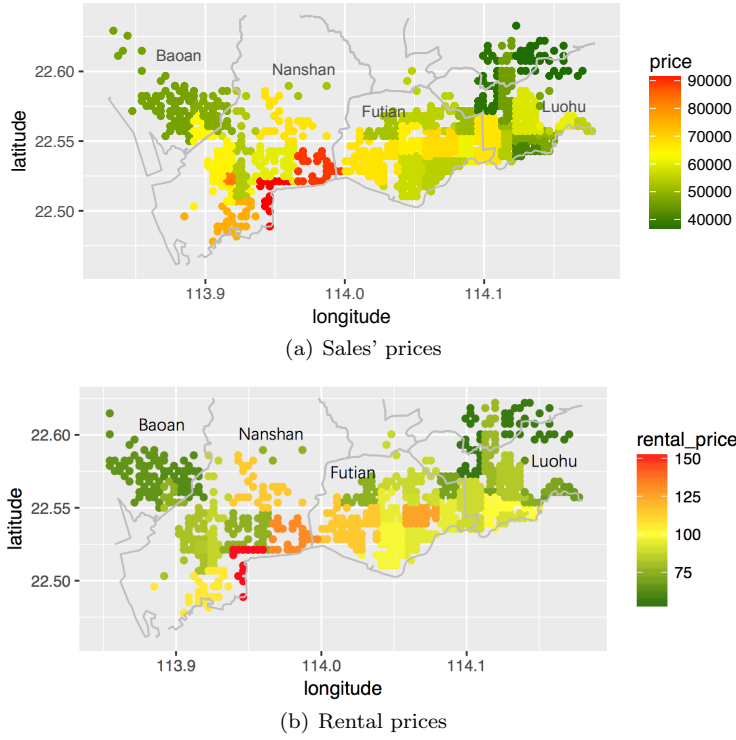 price
90000
80000
70000
60000
50000
40000
Baoan
Nanshan
Futian
Luohu
22.60
22.55
22.50
latitude
113.9
114.0
114.1
longitude
(a) Sales' prices
rental_price
150
125
100
75
Baoan
Nanshan
Futian
Luohu
22.60
22.55
22.50
latitude
113.9
114.0
114.1
longitude
(b) Rental prices